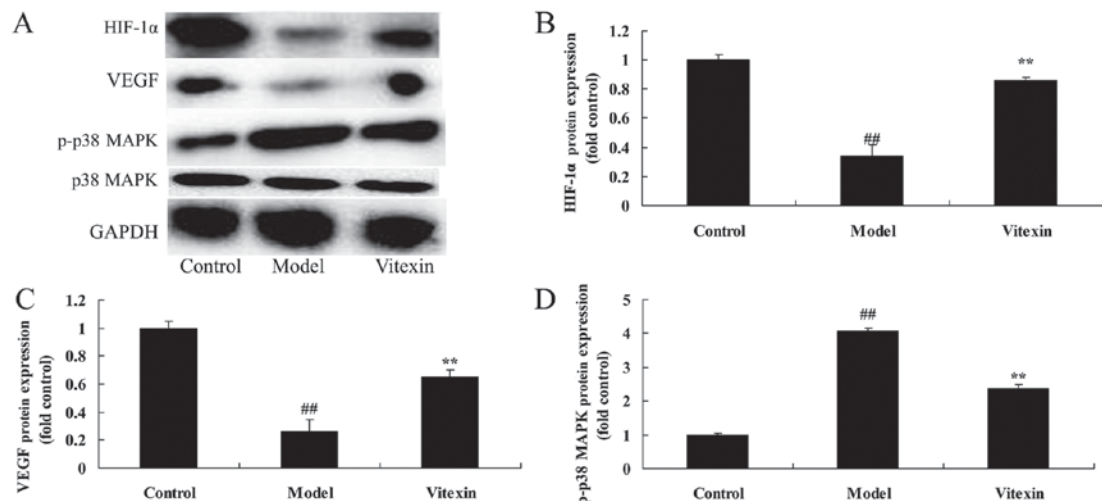 A
HIF-1α
VEGF
p-p38 MAPK
p38 MAPK
GAPDH
Control Model Vitexin
B
HIF-1α protein expression
(fold control)
1.2
1
0.8
0.6
0.4
0.2
0
##
**
Control Model Vitexin
C
VEGF protein expression
(fold control)
1.2
1
0.8
0.6
0.4
0.2
0
##
**
Control Model Vitexin
D
p-p38 MAPK protein expression
(fold control)
5
4
3
2
1
0
##
**
Control Model Vitexin